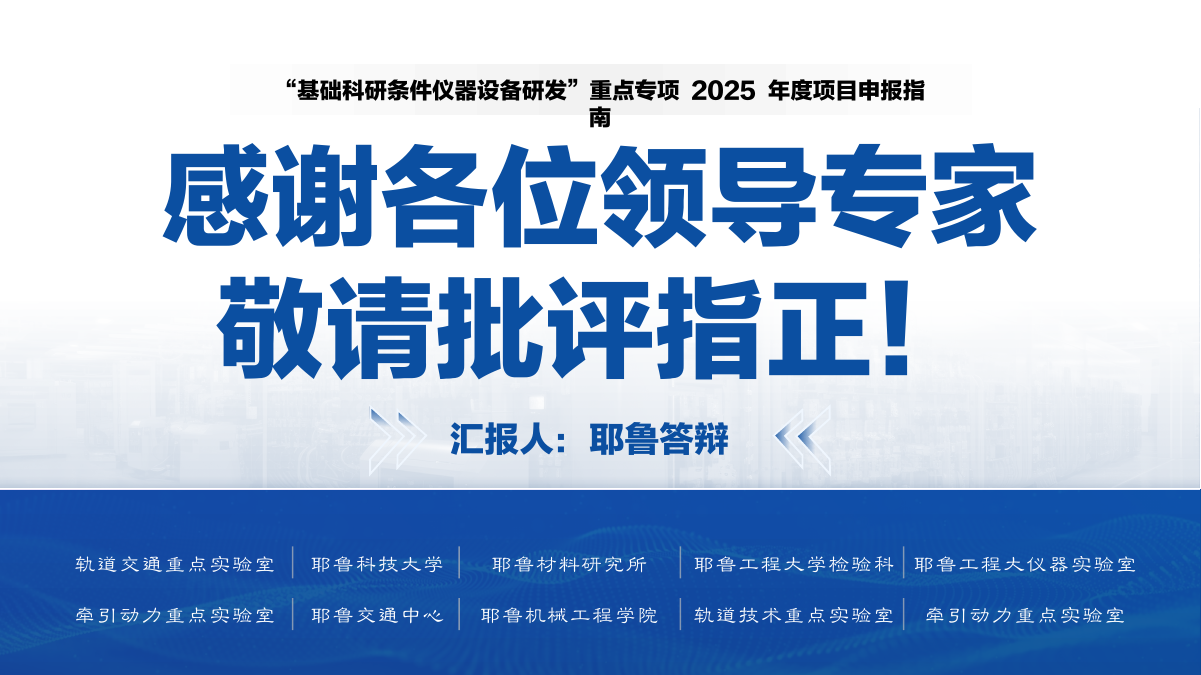 “基础科研条件仪器设备研发”重点专项 2025 年度项目申报指
南
感谢各位领导专家
敬请批评指正！
汇报人：耶鲁答辩
轨道交通重点实验室 耶鲁科技大学 耶鲁材料研究所 耶鲁工程大学检验科 耶鲁工程大仪器实验室
牵引动力重点实验室 耶鲁交通中心 耶鲁机械工程学院 轨道技术重点实验室 牵引动力重点实验室